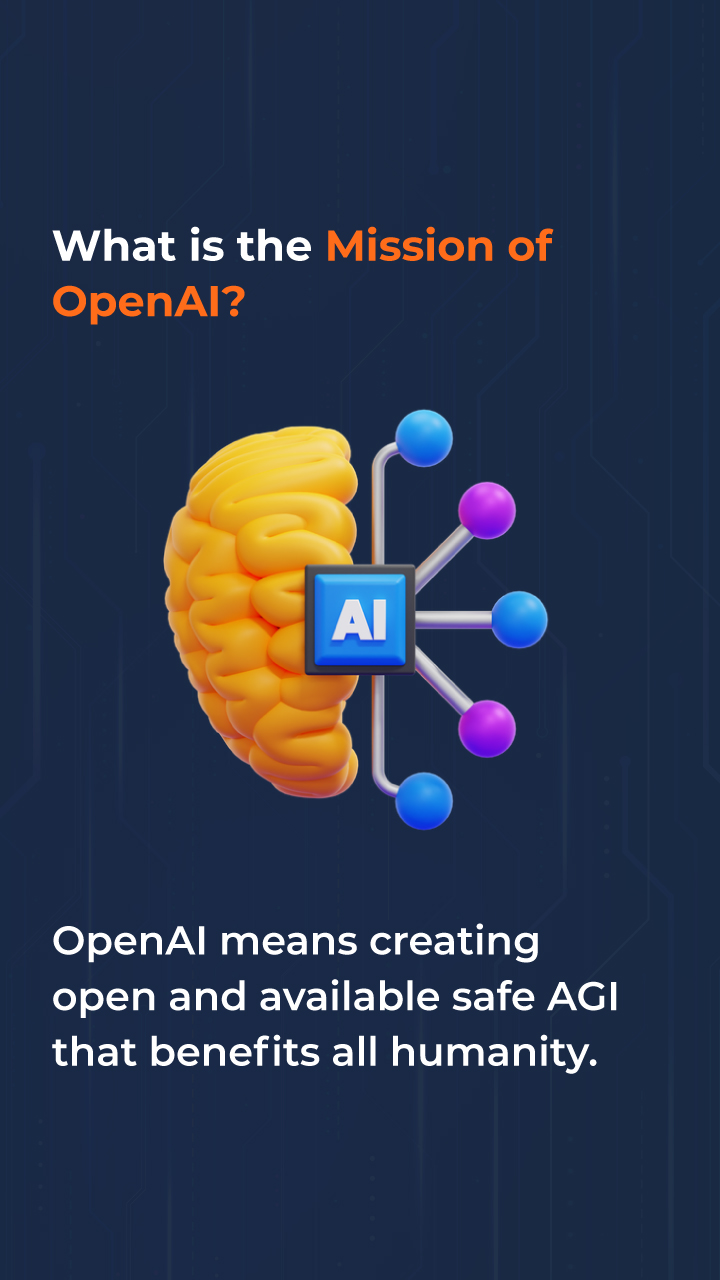 What is the Mission of
OpenAI?
AI
OpenAI means creating
open and available safe AGI
that benefits all humanity.